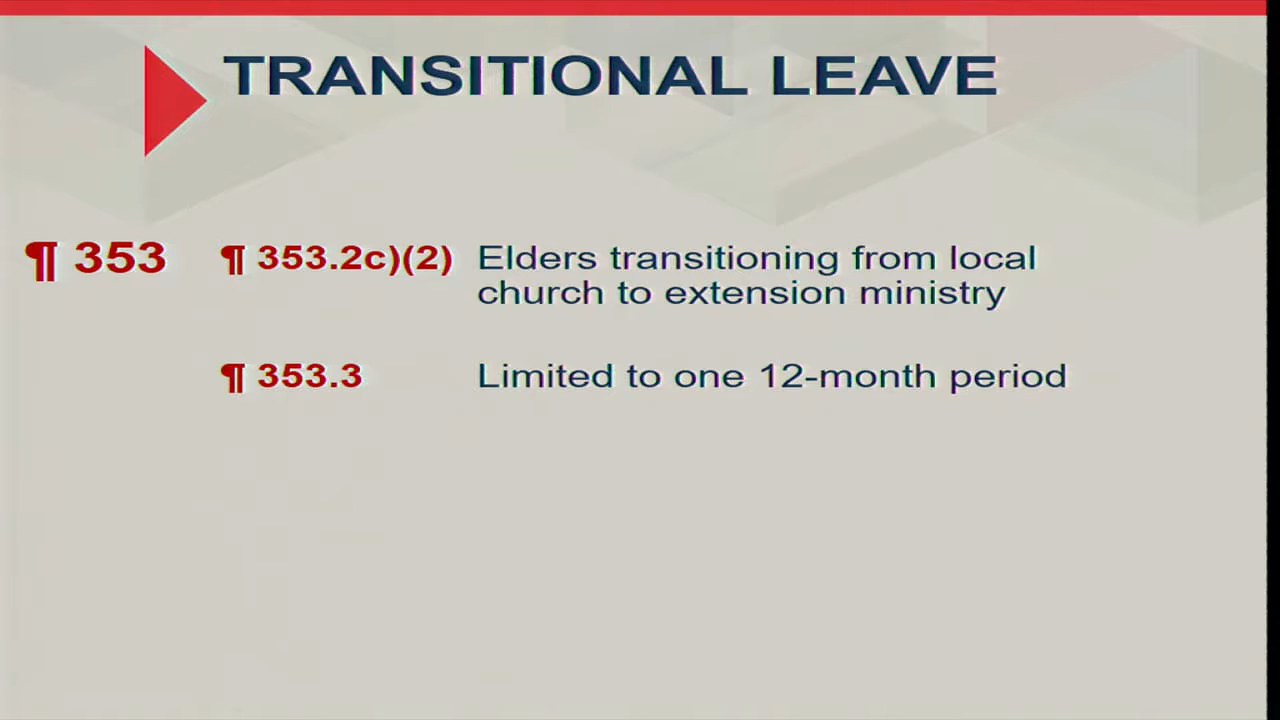 TRANSITIONAL LEAVE
¶ 353 ¶ 353.2c)(2) Elders transitioning from local
church to extension ministry
¶ 353.3 Limited to one 12-month period